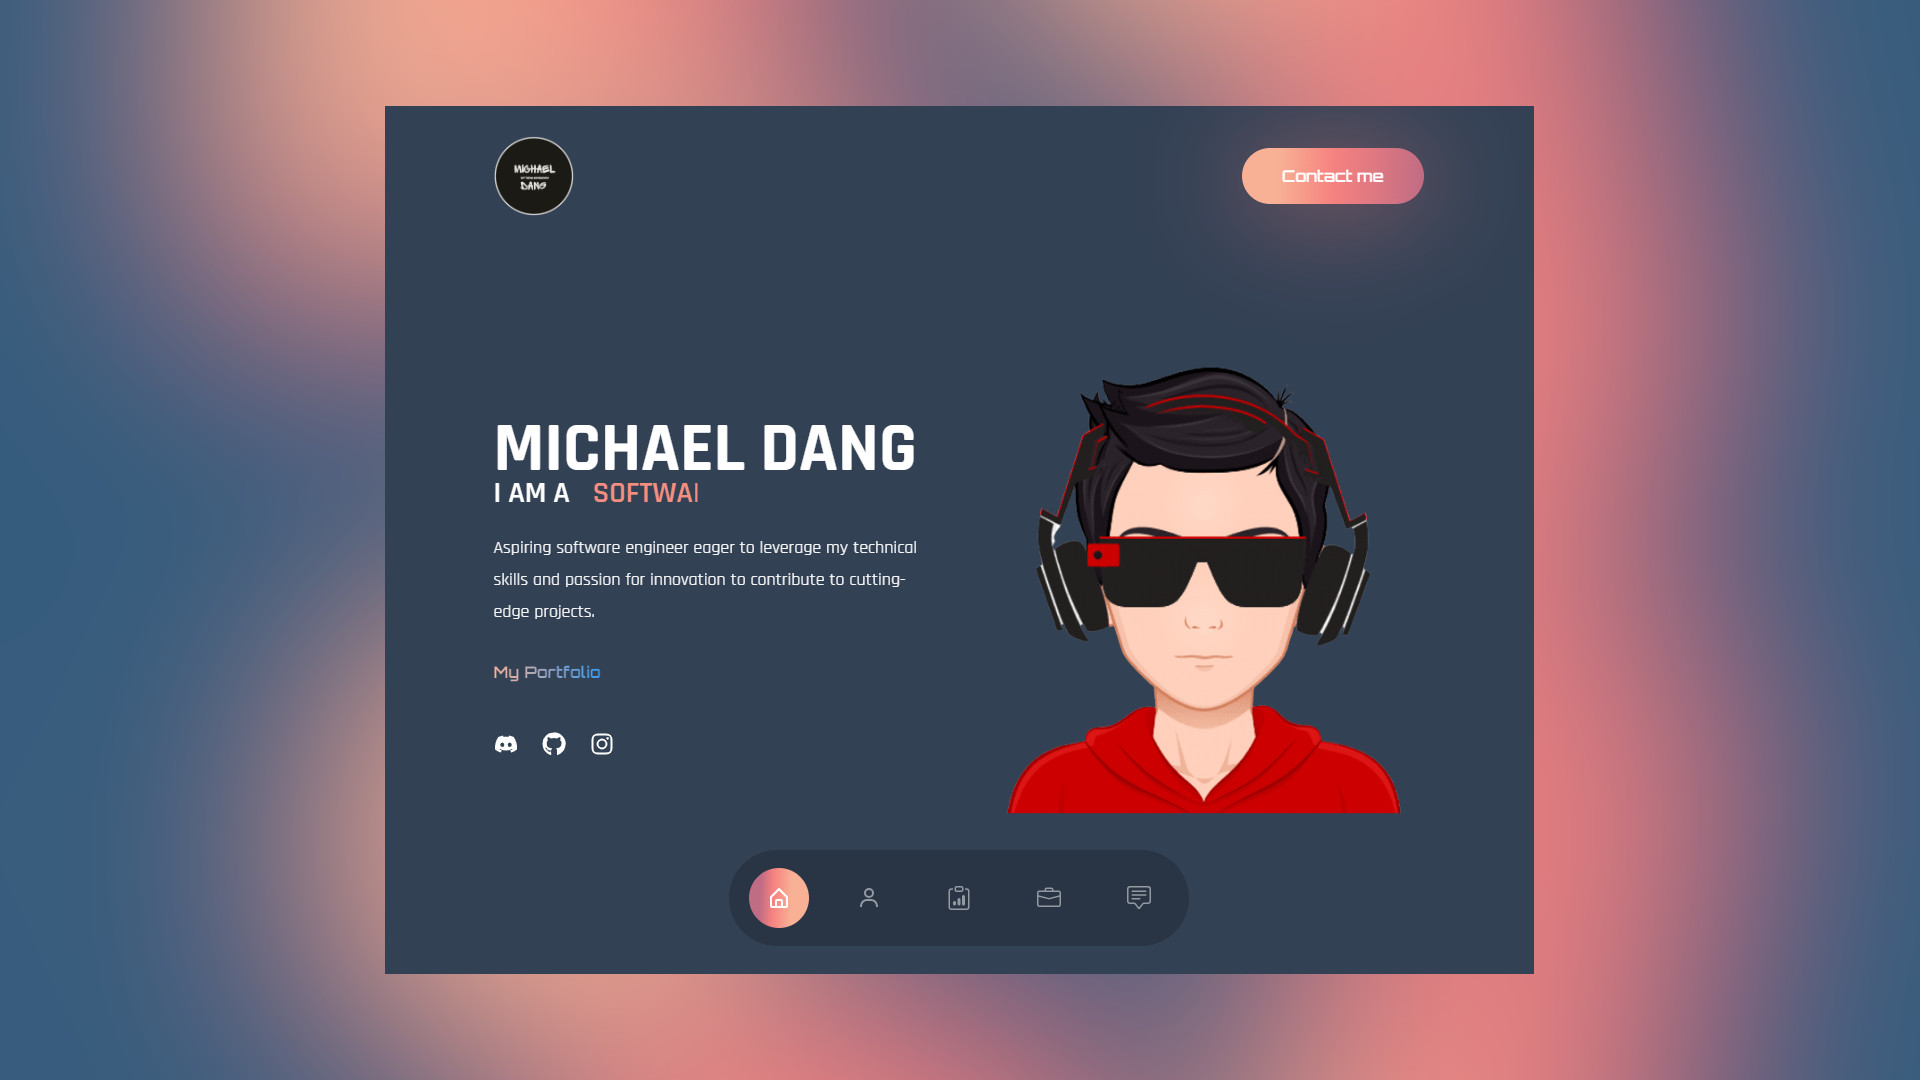 MICHAEL
DANG
Contact me
MICHAEL DANG
I AM A SOFTWA
Aspiring software engineer eager to leverage my technical
skills and passion for innovation to contribute to cutting-
edge projects.
My Portfolio